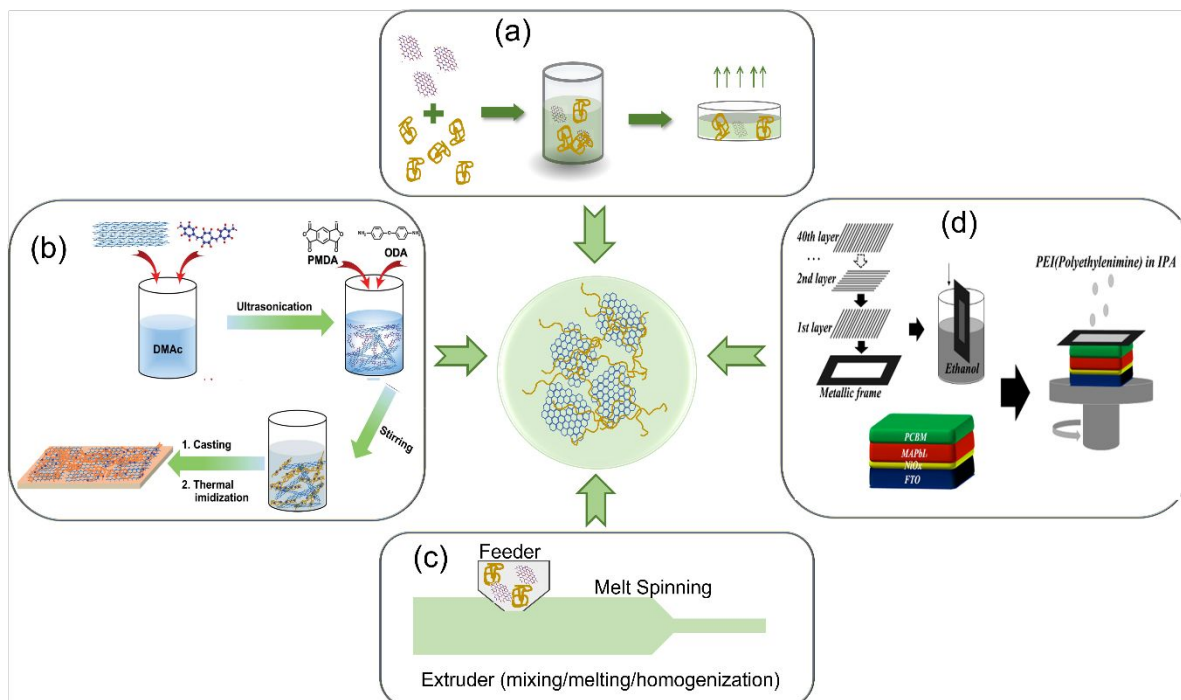 (a)
(b)
PMDA
ODA
Ultrasonication
DMAc
Stirring
1. Casting
2. Thermal
imidization
(d)
40th layer
...
2nd layer
1st layer
Metallic frame
Ethanol
PEI(Polyethylenimine) in IPA
PCBM
MAPbI₃
NiOx
FTO
(c)
Feeder
Melt Spinning
Extruder (mixing/melting/homogenization)